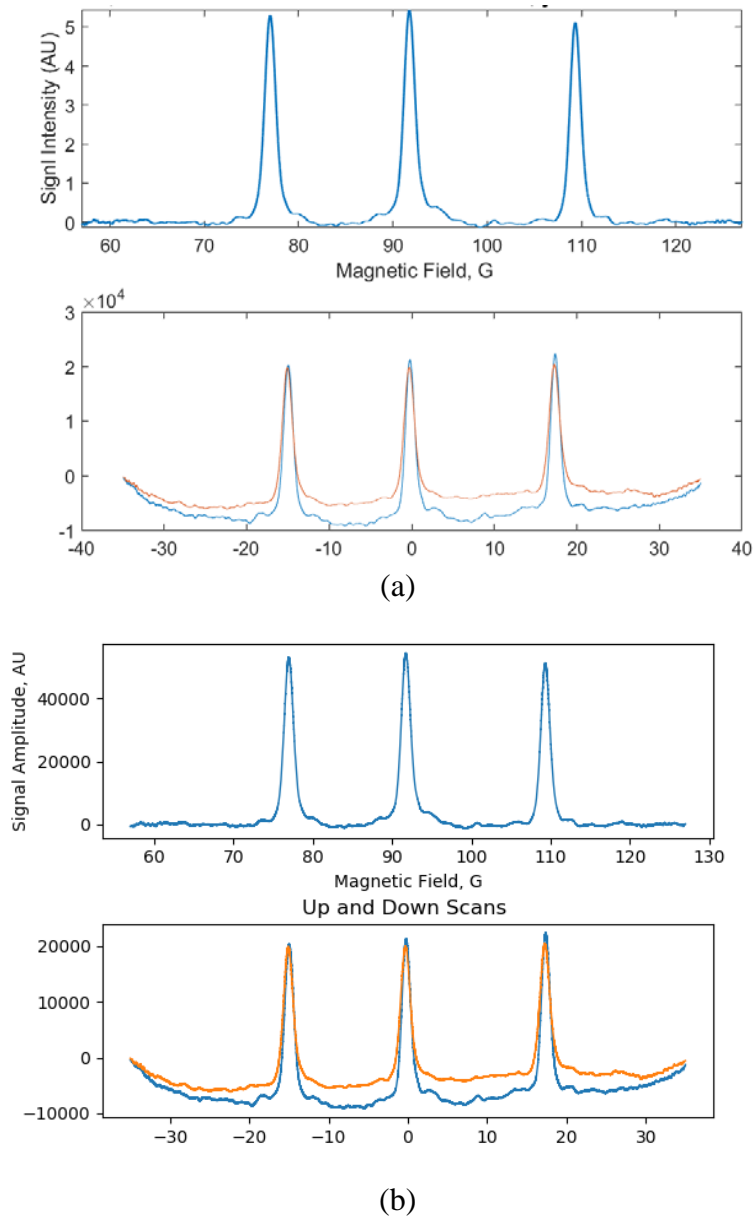 5
4
3
2
1
0
Signl Intensity (AU)
60 70 80 90 100 110 120
Magnetic Field, G
×10⁴
3
2
1
0
-1
-40 -30 -20 -10 0 10 20 30 40
(a)
40000
20000
0
Signal Amplitude, AU
60 70 80 90 100 110 120 130
Magnetic Field, G
Up and Down Scans
20000
10000
0
−10000
−30 −20 −10 0 10 20 30
(b)